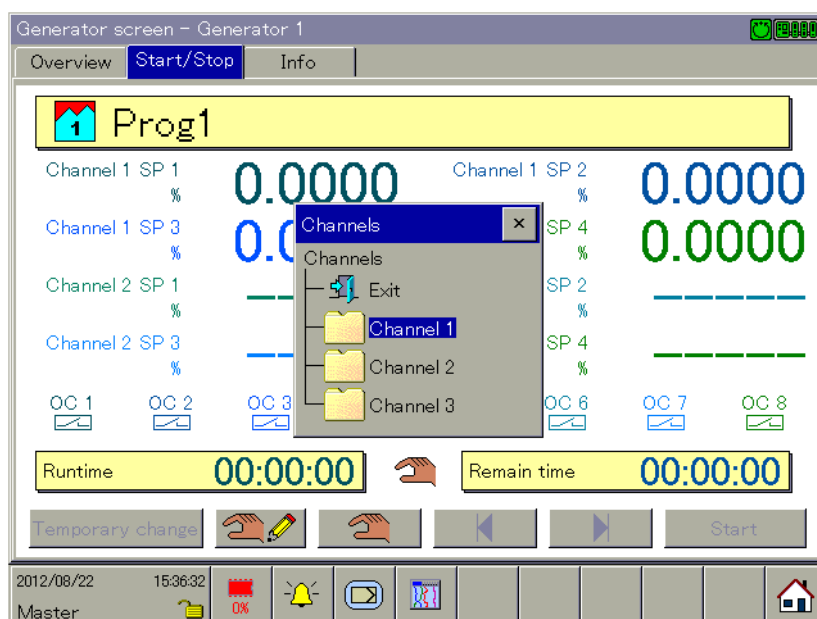 Generator screen - Generator 1
Overview Start/Stop Info
1 Prog1
Channel 1 SP 1 % 0.0000 Channel 1 SP 2 % 0.0000
Channel 1 SP 3 % SP 4 % 0.0000
Channel 2 SP 1 % SP 2 %
Channel 2 SP 3 % SP 4 %
Channels ×
Channels
Exit
Channel 1
Channel 2
Channel 3
OC 1 OC 2 OC 3 OC 6 OC 7 OC 8
Runtime 00:00:00 Remain time 00:00:00
Temporary change Start
2012/08/22 15:36:32 0%
Master